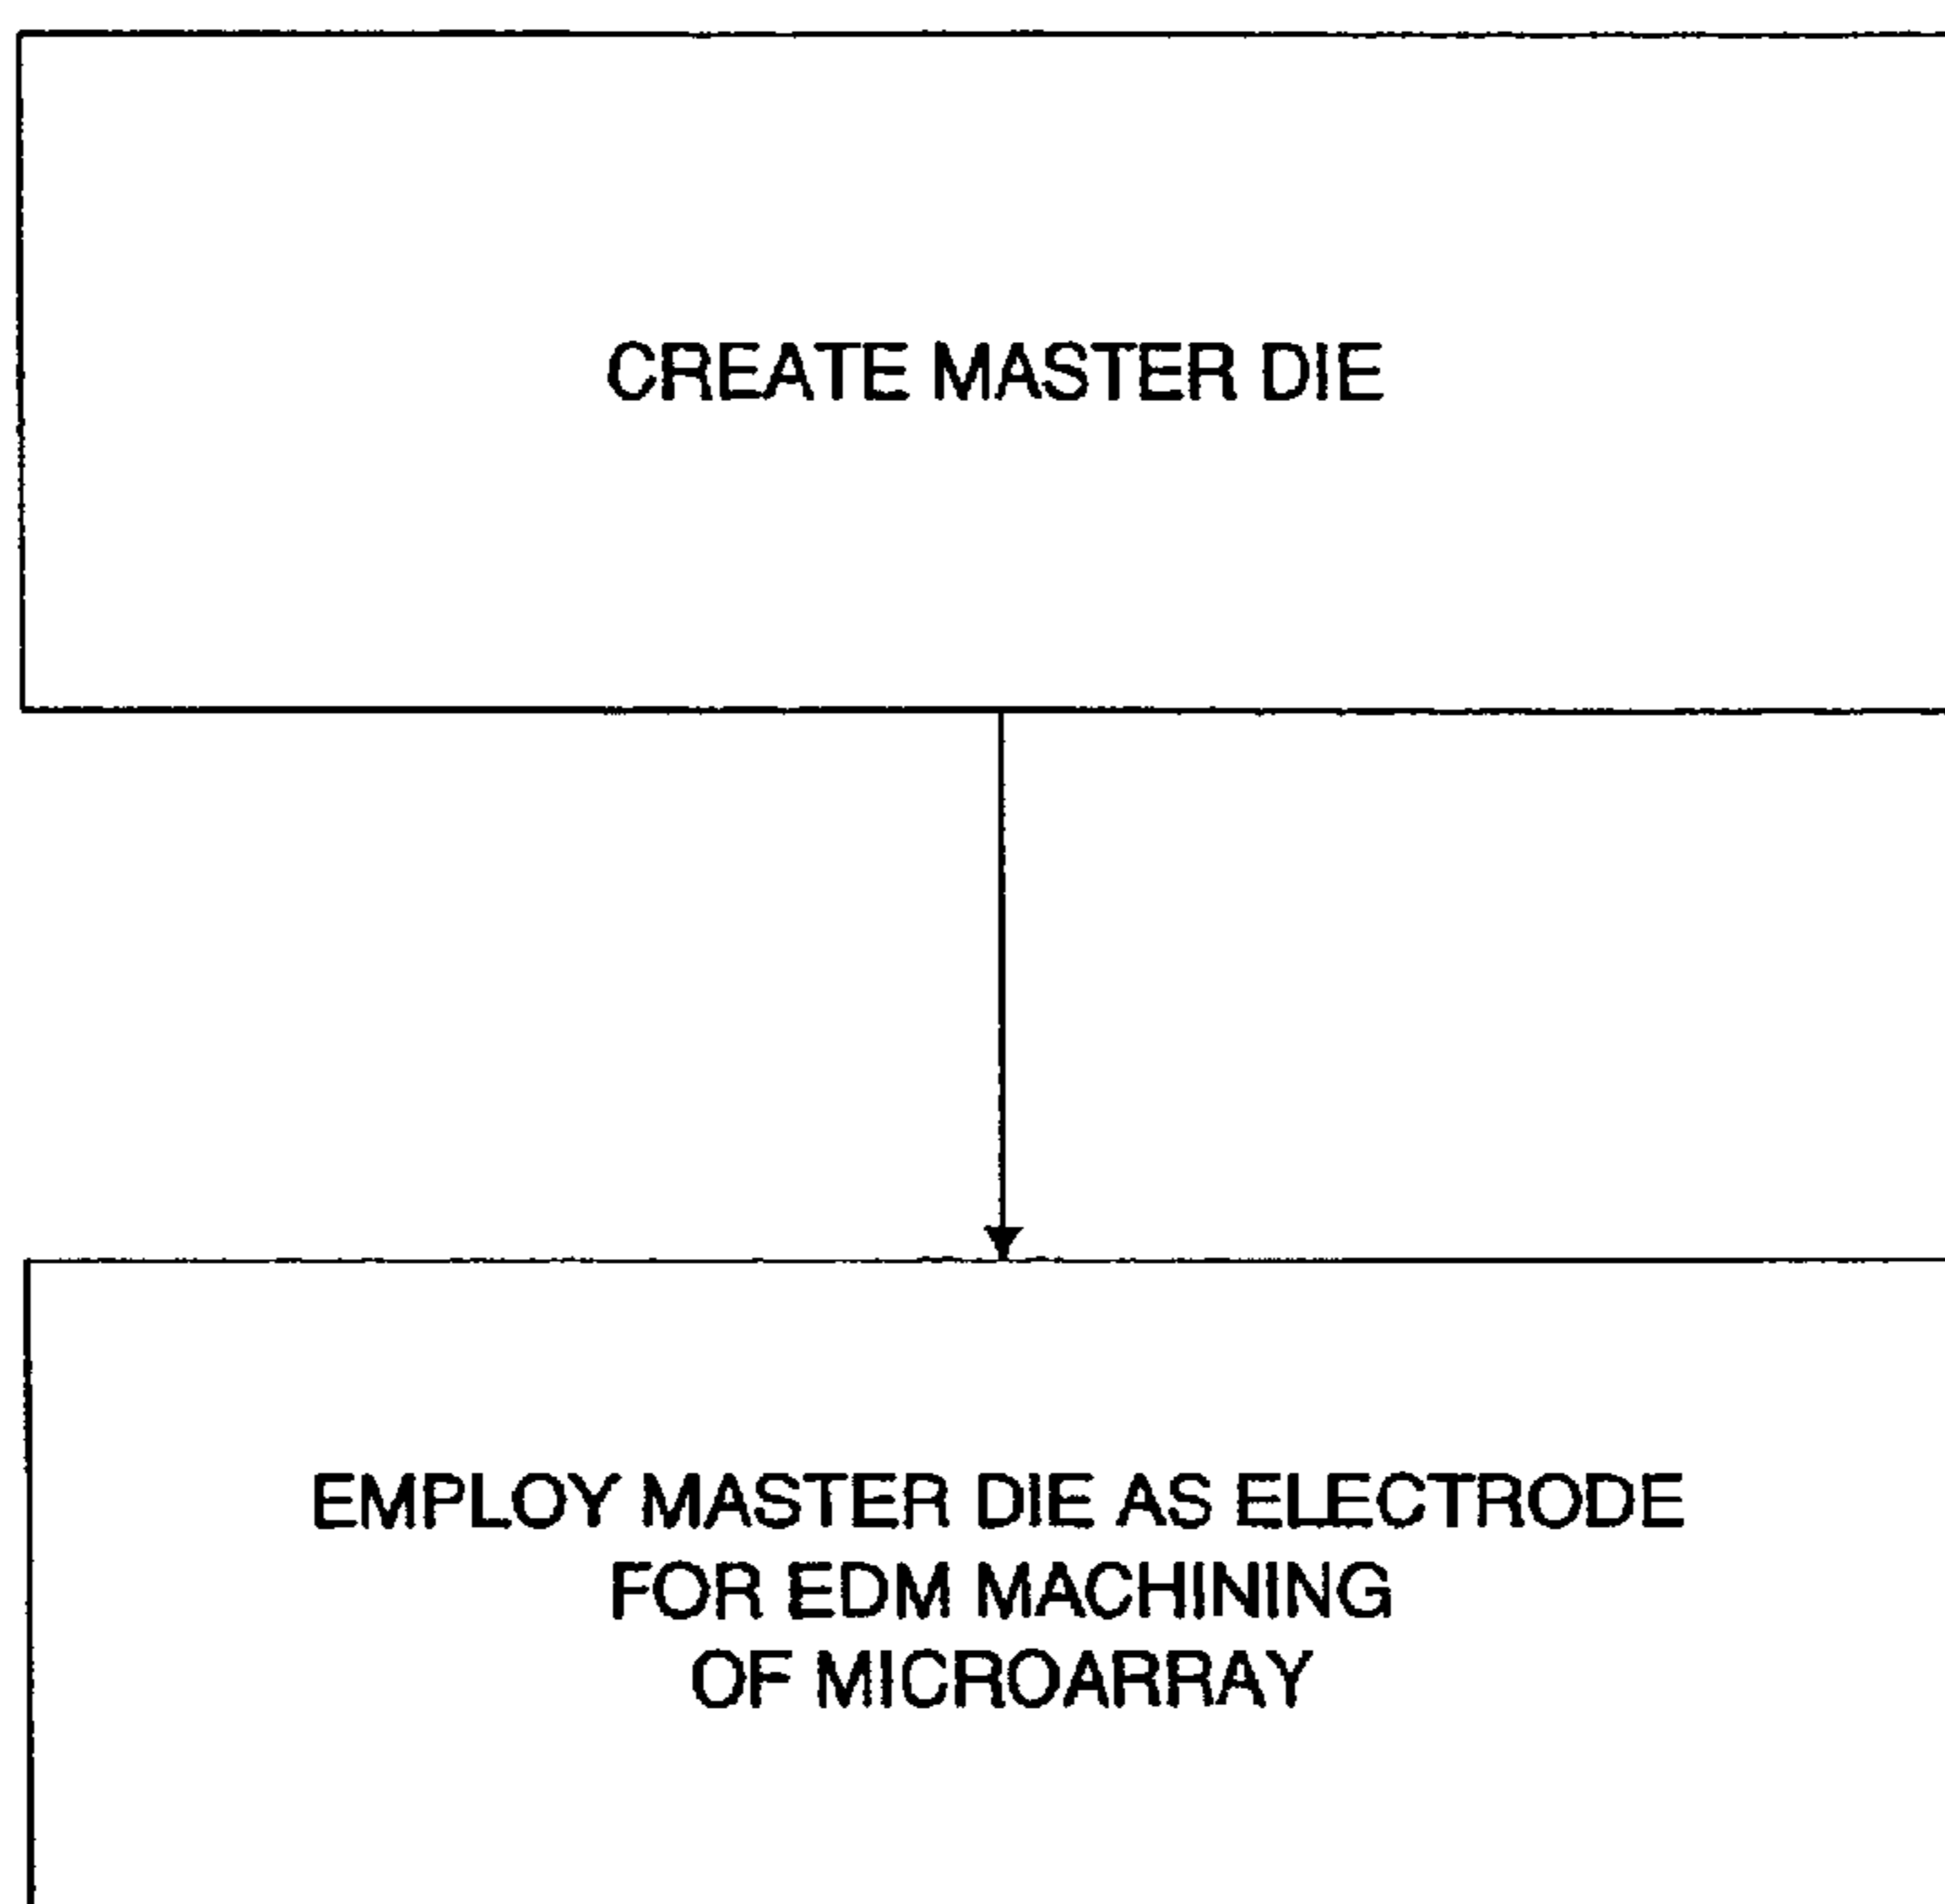 CREATE MASTER DIE
EMPLOY MASTER DIE AS ELECTRODE
FOR EDM MACHINING
OF MICROARRAY